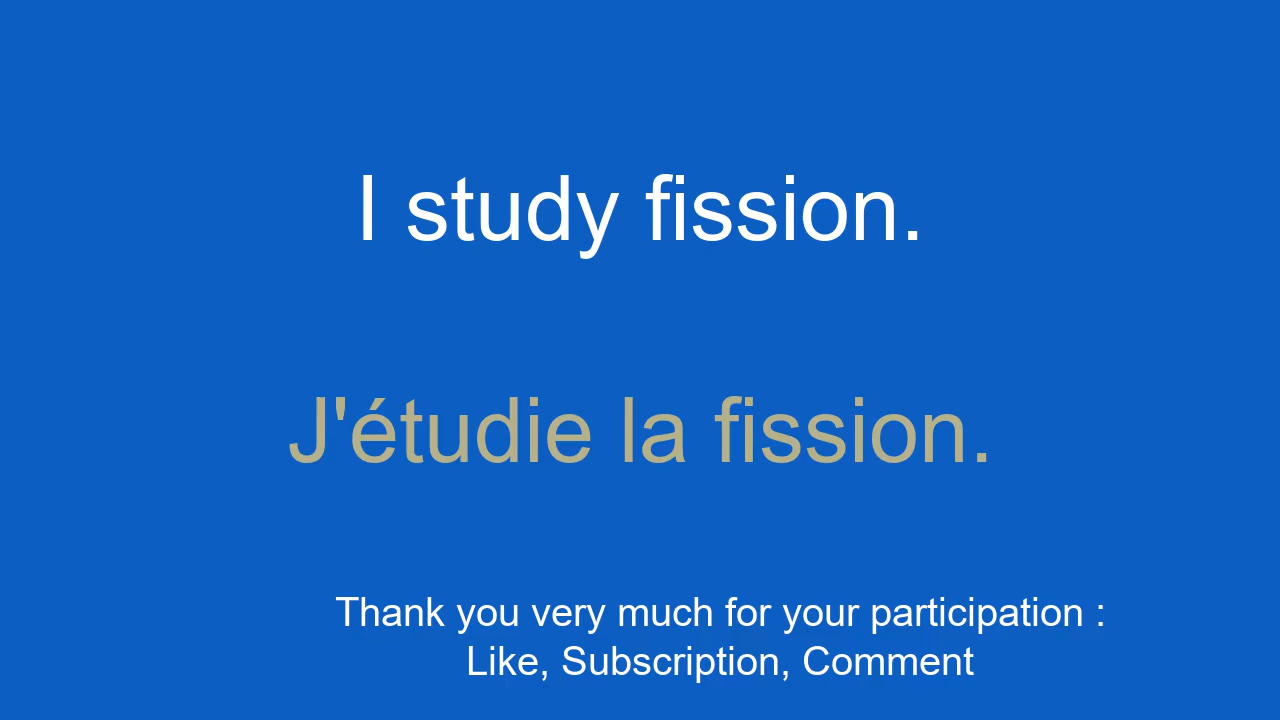 I study fission.
J'étudie la fission.
Thank you very much for your participation :
Like, Subscription, Comment